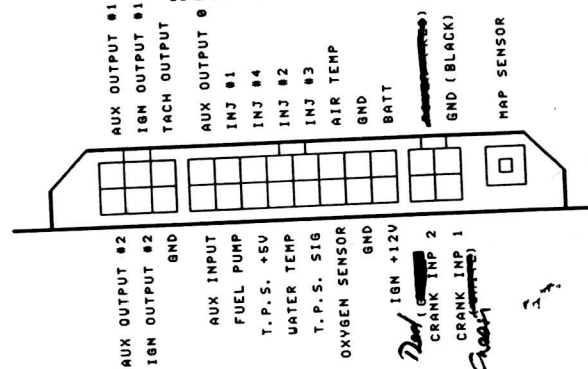 AUX OUTPUT #1
IGN OUTPUT #1
TACH OUTPUT
AUX OUTPUT 0
INJ #1
INJ #4
INJ #2
INJ #3
AIR TEMP
GND
BATT
GND (BLACK)
MAP SENSOR
AUX OUTPUT #2
IGN OUTPUT #2
GND
AUX INPUT
FUEL PUMP
T.P.S. +5V
WATER TEMP
T.P.S. SIG
OXYGEN SENSOR
GND
IGN +12V
Red
CRANK INP 2
CRANK INP 1
Green